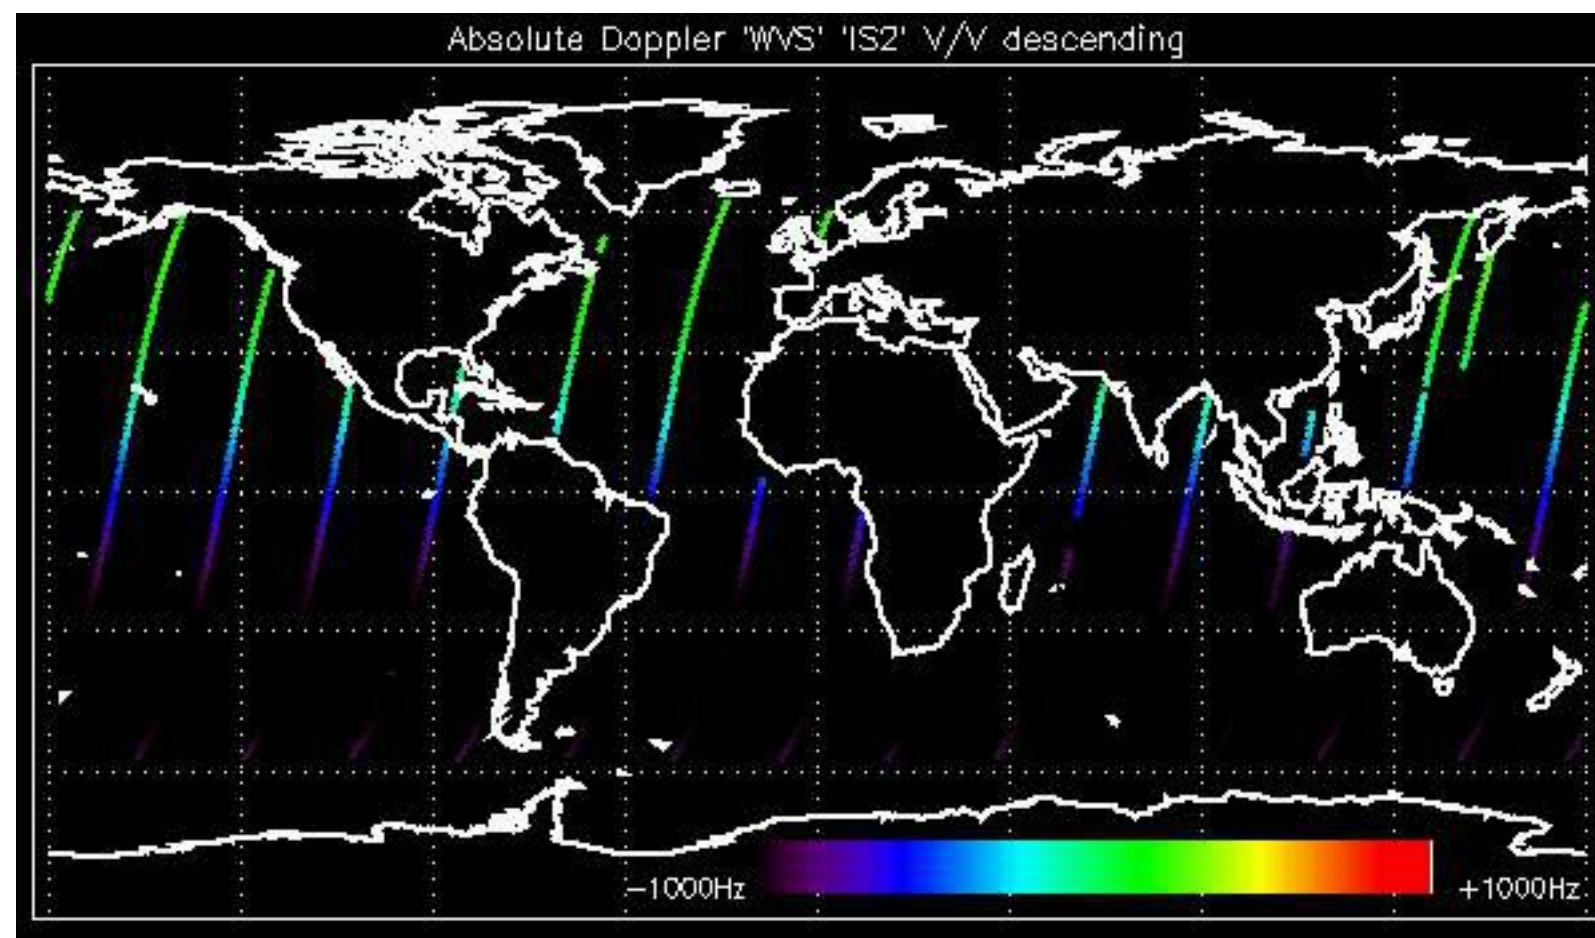 Absolute Doppler 'WVS' 'IS2' V/V descending
-1000Hz
+1000Hz